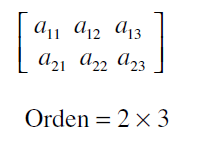 [ a₁₁ a₁₂ a₁₃ ]
[ a₂₁ a₂₂ a₂₃ ]
Orden = 2 × 3